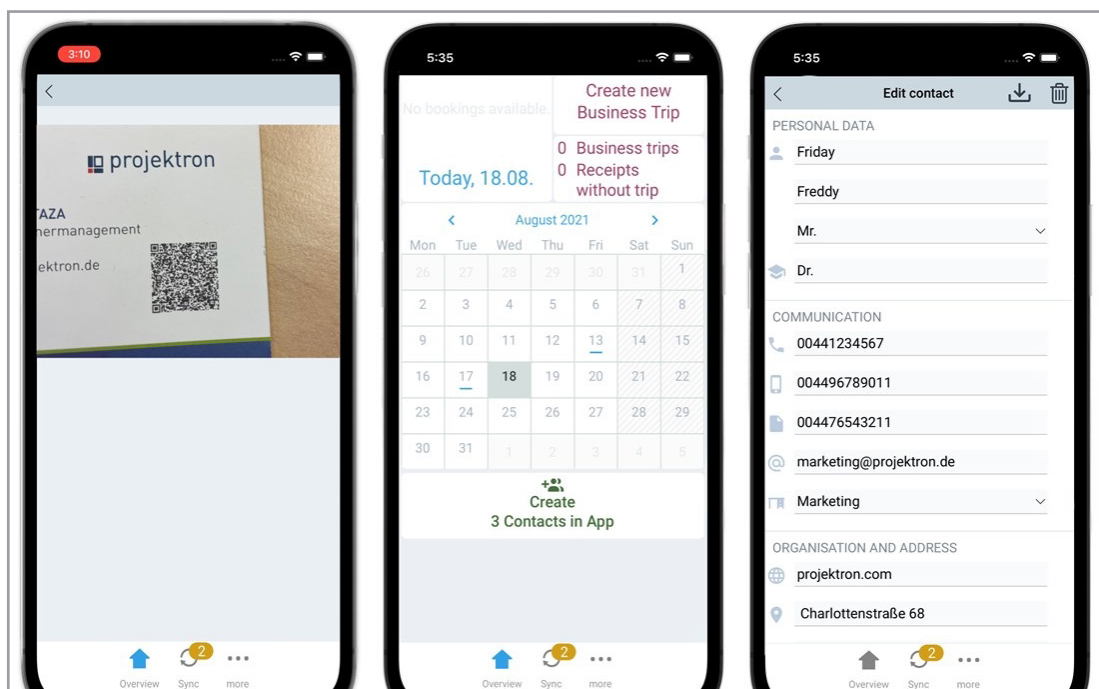 3:10
projektron
TAZA
nermanagement
ektron.de
Overview
Sync
2
more
5:35
No bookings available.
Today, 18.08.
Create new
Business Trip
0 Business trips
0 Receipts
without trip
August 2021
Mon Tue Wed Thu Fri Sat Sun
26 27 28 29 30 31 1
2 3 4 5 6 7 8
9 10 11 12 13 14 15
16 17 18 19 20 21 22
23 24 25 26 27 28 29
30 31 1 2 3 4 5
Create
3 Contacts in App
Overview
Sync
2
more
5:35
Edit contact
PERSONAL DATA
Friday
Freddy
Mr.
Dr.
COMMUNICATION
00441234567
004496789011
004476543211
marketing@projektron.de
Marketing
ORGANISATION AND ADDRESS
projektron.com
Charlottenstraße 68
Overview
Sync
2
more